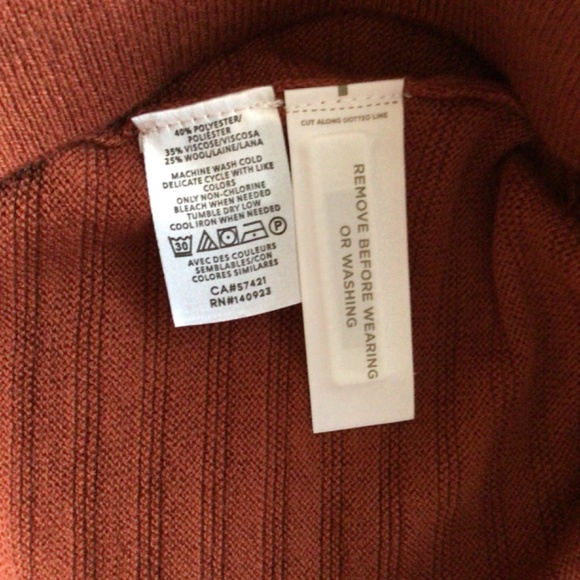 40% POLYESTER/
POLIÉSTER
35% VISCOSE/VISCOSA
25% WOOL/LAINE/LANA
MACHINE WASH COLD
DELICATE CYCLE WITH LIKE
COLORS
ONLY NON-CHLORINE
BLEACH WHEN NEEDED
TUMBLE DRY LOW
COOL IRON WHEN NEEDED
30 P
AVEC DES COULEURS
SEMBLABLES/CON
COLORES SIMILARES
CA#57421
RN#140923
CUT ALONG DOTTED LINE
REMOVE BEFORE WEARING
OR WASHING